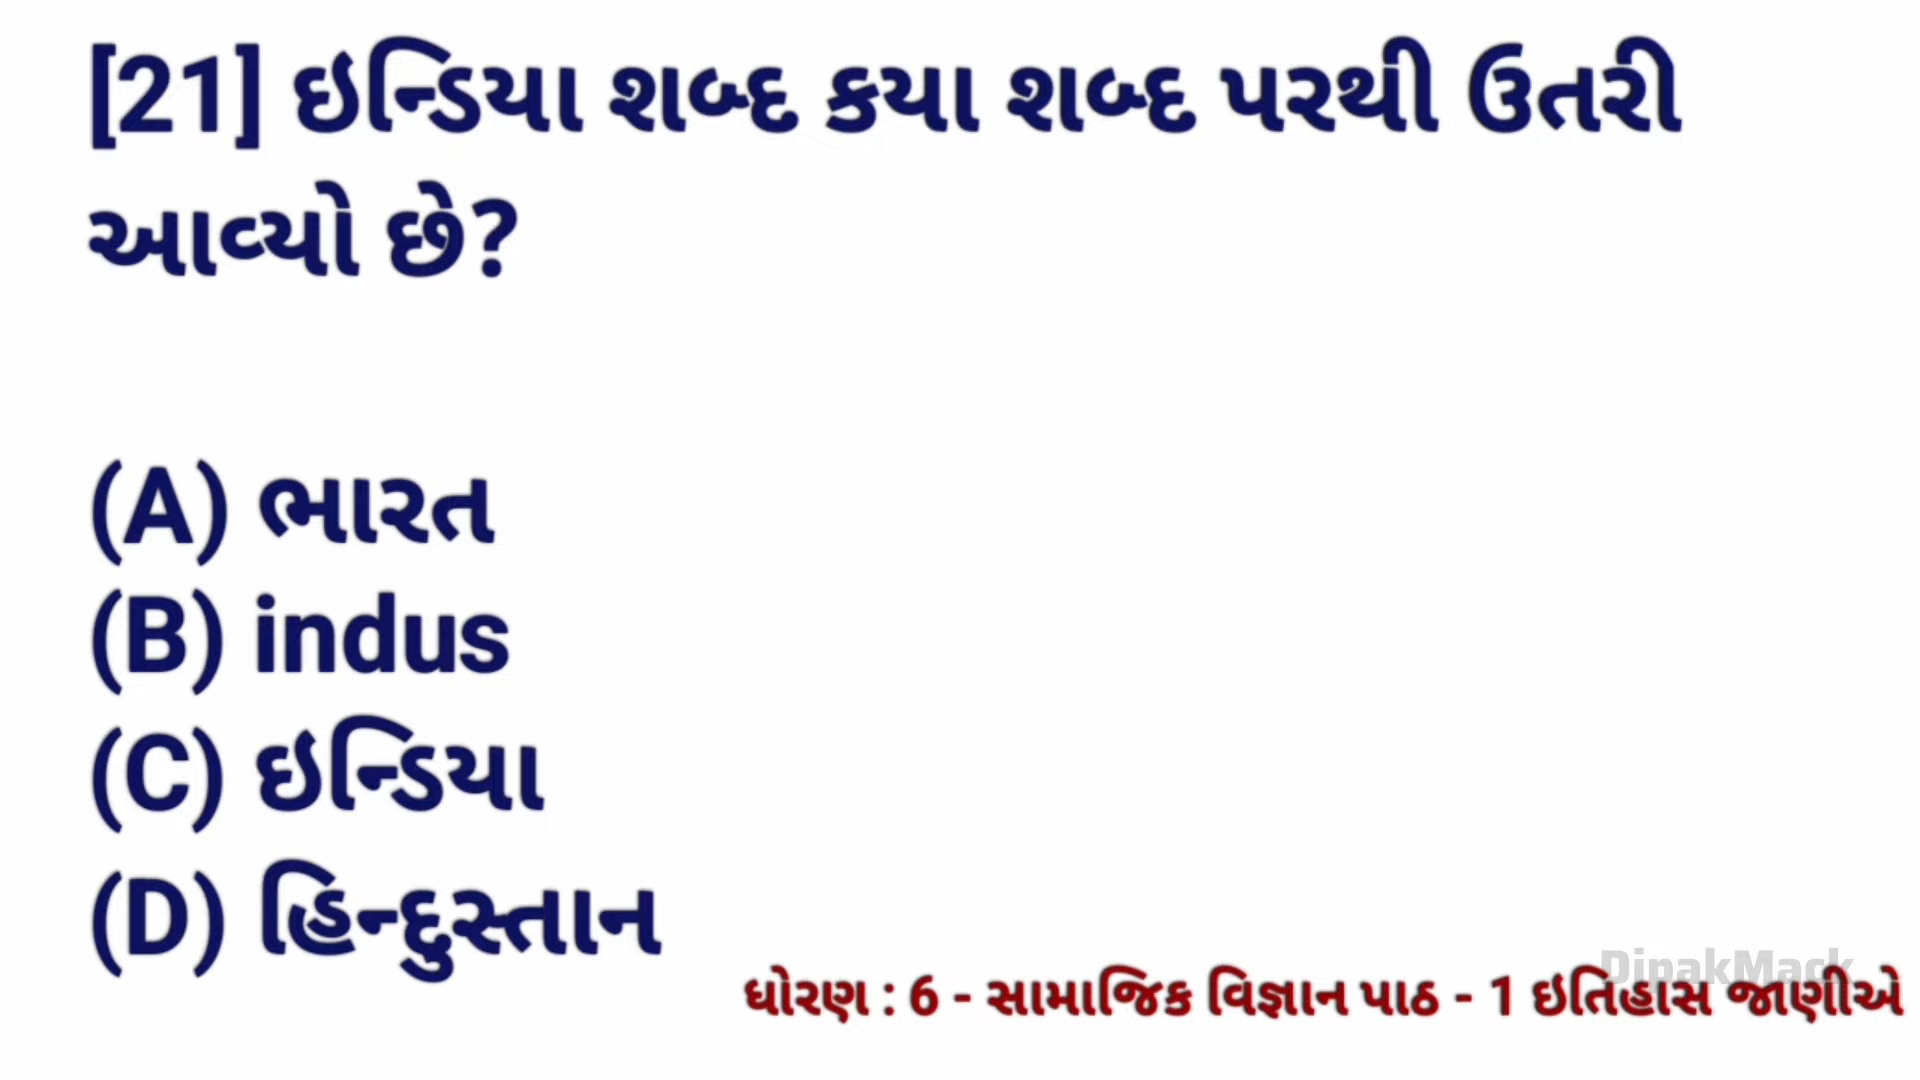 [21] ઇન્ડિયા શબ્દ કયા શબ્દ પરથી ઉતરી
આવ્યો છે?
(A) ભારત
(B) indus
(C) ઇન્ડિયા
(D) હિન્દુસ્તાન
DipakMack
ધોરણ : 6 - સામાજિક વિજ્ઞાન પાઠ - 1 ઇતિહાસ જાણીએ